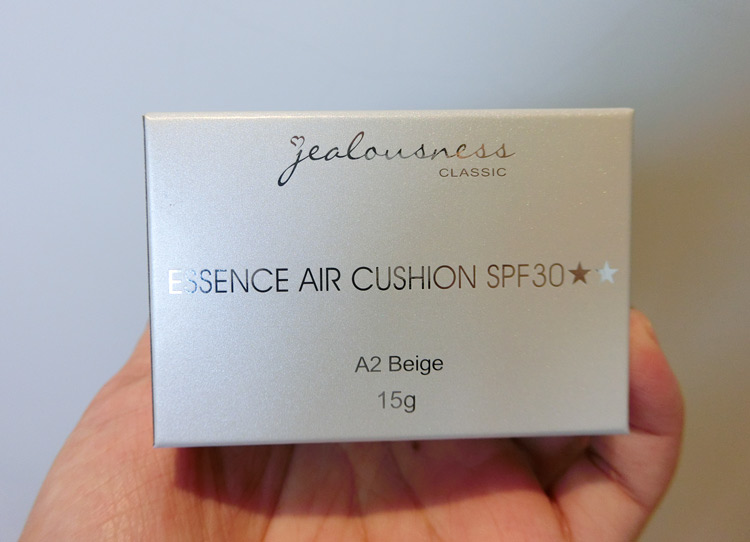 jealousness
CLASSIC
ESSENCE AIR CUSHION SPF30★★
A2 Beige
15g